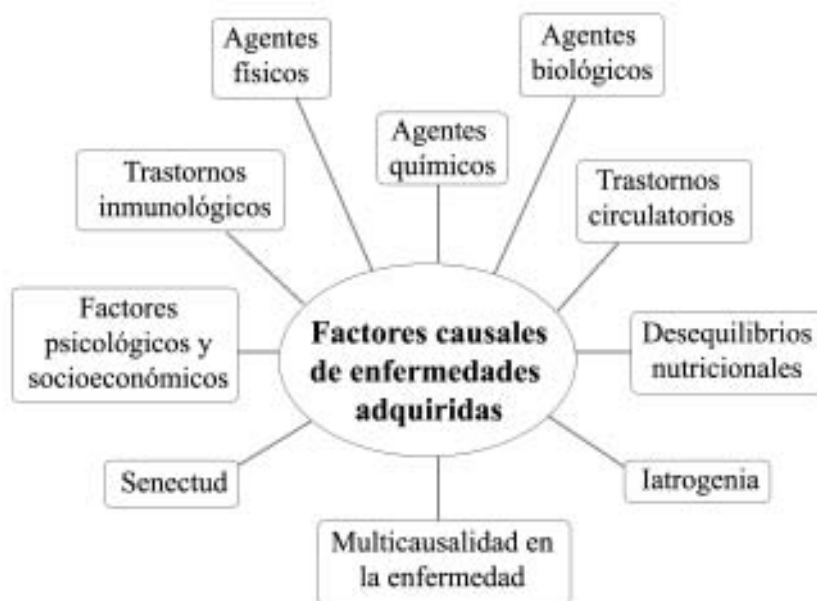 Agentes
físicos
Agentes
biológicos
Agentes
químicos
Trastornos
inmunológicos
Trastornos
circulatorios
Factores
psicológicos y
socioeconómicos
Factores causales
de enfermedades
adquiridas
Desequilibrios
nutricionales
Senectud
Iatrogenia
Multicausalidad en
la enfermedad